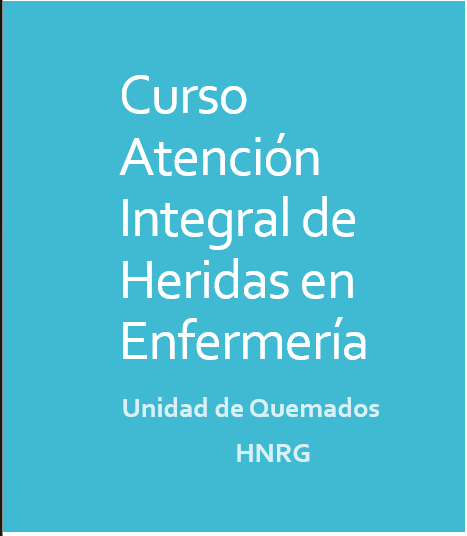 Curso
Atención
Integral de
Heridas en
Enfermería
Unidad de Quemados
HNRG